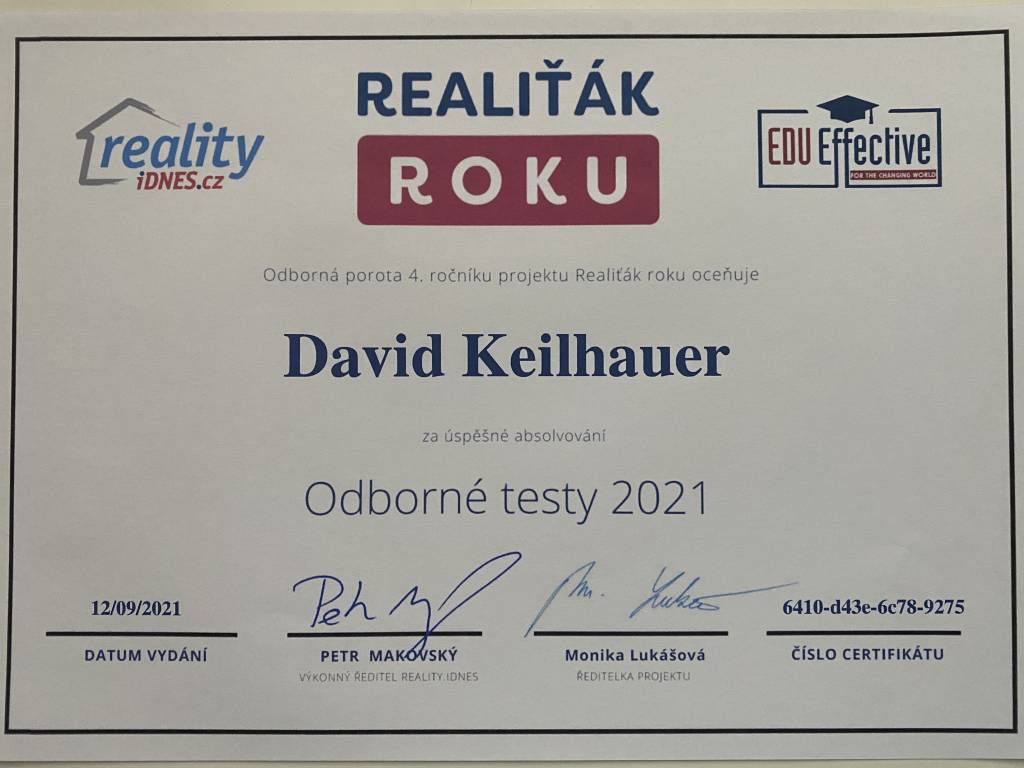 REALIŤÁK
ROKU
reality
iDNES.cz
EDU Effective
FOR THE CHANGING WORLD
Odborná porota 4. ročníku projektu Realiťák roku oceňuje
David Keilhauer
za úspěšné absolvování
Odborné testy 2021
12/09/2021
DATUM VYDÁNÍ
PETR MAKOVSKÝ
VÝKONNÝ ŘEDITEL REALITY.IDNES
Monika Lukášová
ŘEDITELKA PROJEKTU
6410-d43e-6c78-9275
ČÍSLO CERTIFIKÁTU